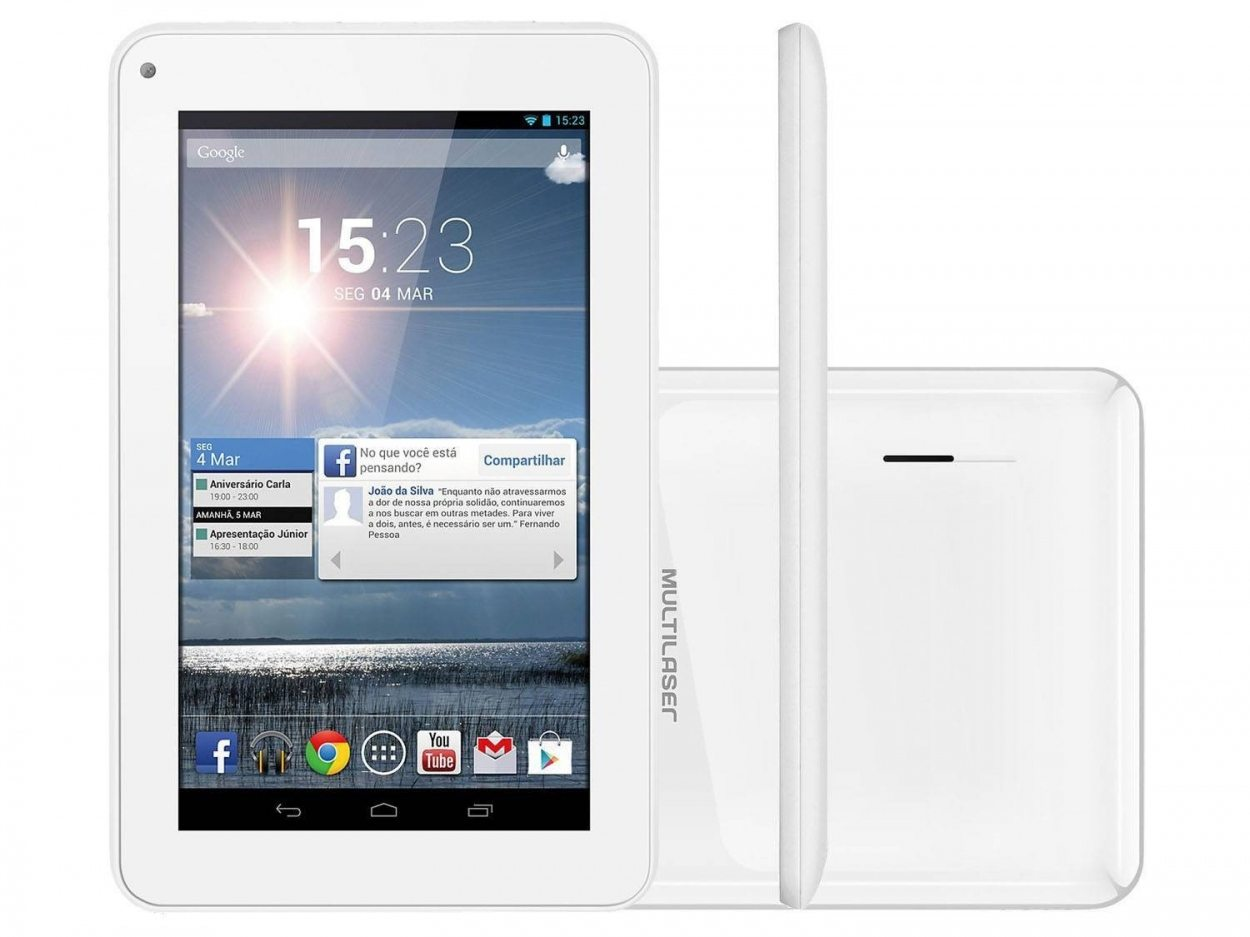 15:23
Google
15:23
SEG 04 MAR
SEG
4 Mar
Aniversário Carla
19:00 - 23:00
AMANHÃ, 5 MAR
Apresentação Júnior
16:30 - 18:00
No que você está
pensando?
Compartilhar
João da Silva "Enquanto não atravessarmos
a dor de nossa própria solidão, continuaremos
a nos buscar em outras metades. Para viver
a dois, antes, é necessário ser um." Fernando
Pessoa
You
Tube
MULTILASER